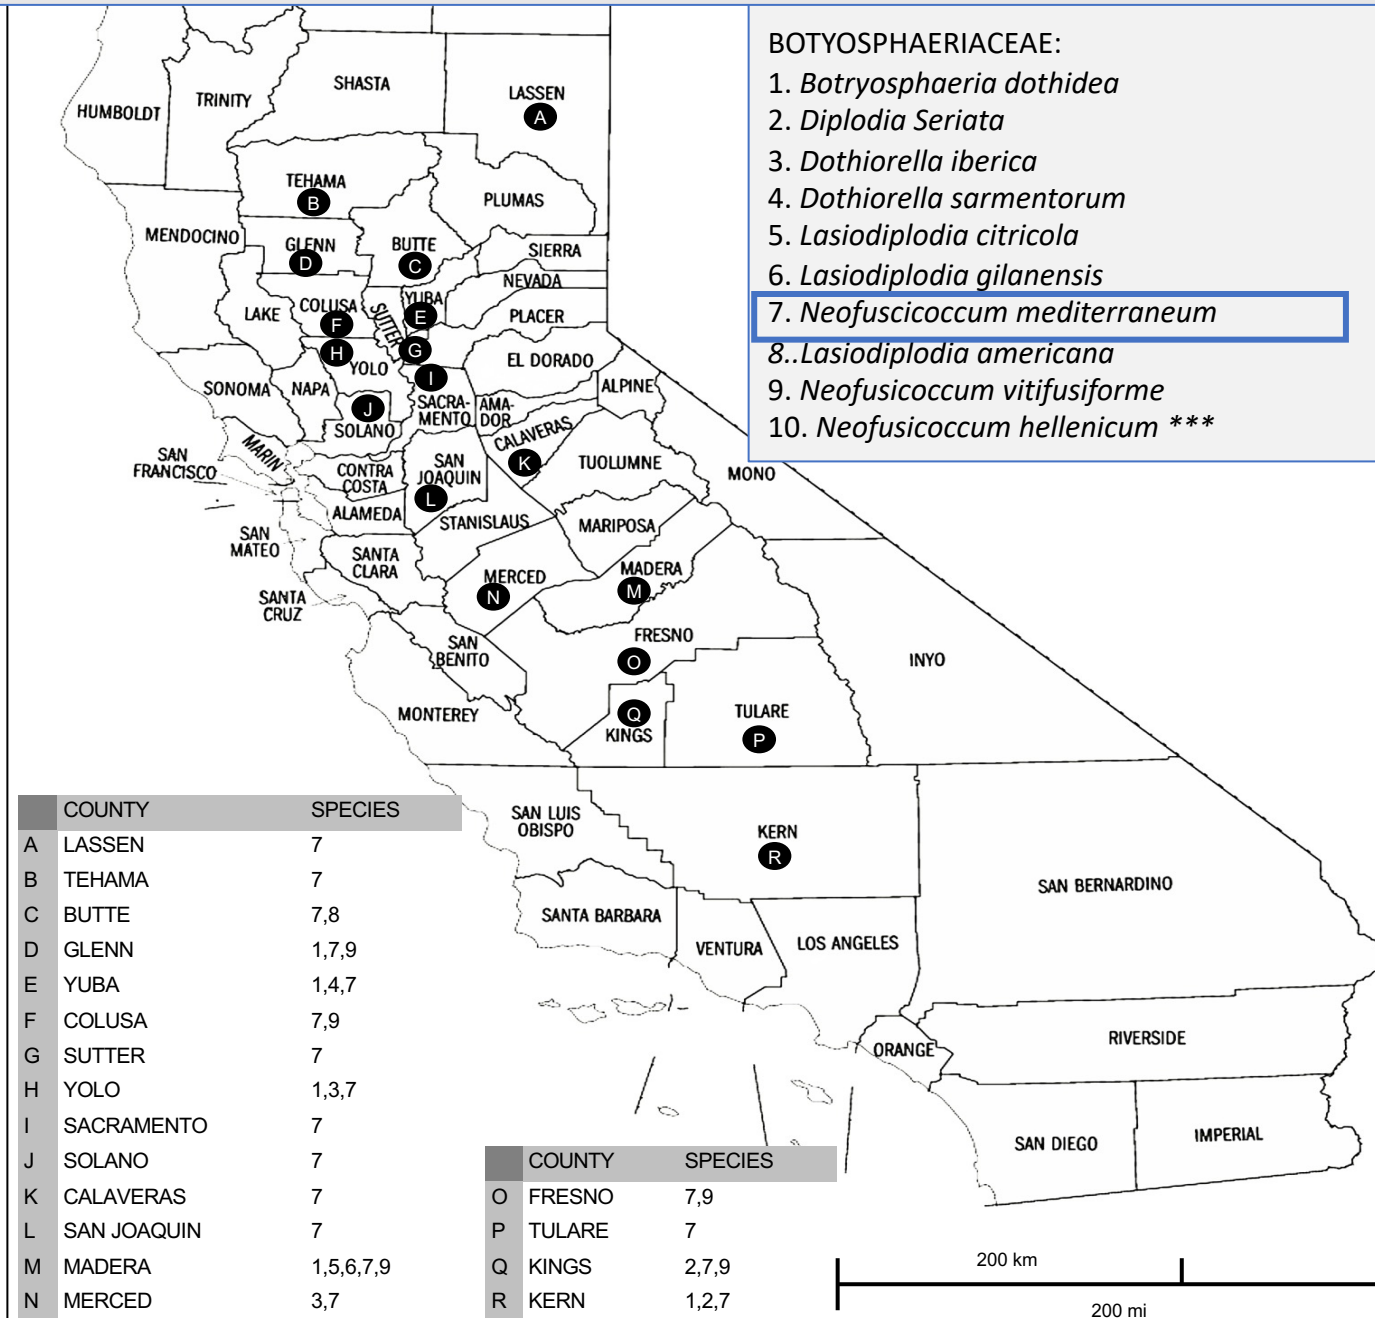 BOTYOSPHAERIACEAE:
1. Botryosphaeria dothidea
2. Diplodia Seriata
3. Dothiorella iberica
4. Dothiorella sarmentorum
5. Lasiodiplodia citricola
6. Lasiodiplodia gilanensis
7. Neofuscicoccum mediterraneum
8..Lasiodiplodia americana
9. Neofusicoccum vitifusiforme
10. Neofusicoccum hellenicum ***
HUMBOLDT
TRINITY
SHASTA
LASSEN
A
TEHAMA
B
PLUMAS
MENDOCINO
GLENN
D
BUTTE
C
SIERRA
NEVADA
LAKE
COLUSA
F
SUTTER
YUBA
E
PLACER
G
H
YOLO
I
EL DORADO
SONOMA
NAPA
J
SOLANO
SACRA-
MENTO
AMA-
DOR
ALPINE
CALAVERAS
K
MARIN
SAN
FRANCISCO
CONTRA
COSTA
SAN
JOAQUIN
L
TUOLUMNE
MONO
ALAMEDA
STANISLAUS
MARIPOSA
SAN
MATEO
SANTA
CLARA
MERCED
N
MADERA
M
SANTA
CRUZ
SAN
BENITO
FRESNO
O
INYO
MONTEREY
Q
KINGS
TULARE
P
SAN LUIS
OBISPO
KERN
R
SAN BERNARDINO
SANTA BARBARA
VENTURA
LOS ANGELES
ORANGE
RIVERSIDE
SAN DIEGO
IMPERIAL
COUNTY SPECIES
A LASSEN 7
B TEHAMA 7
C BUTTE 7,8
D GLENN 1,7,9
E YUBA 1,4,7
F COLUSA 7,9
G SUTTER 7
H YOLO 1,3,7
I SACRAMENTO 7
J SOLANO 7
K CALAVERAS 7
L SAN JOAQUIN 7
M MADERA 1,5,6,7,9
N MERCED 3,7
COUNTY SPECIES
O FRESNO 7,9
P TULARE 7
Q KINGS 2,7,9
R KERN 1,2,7
200 km
200 mi